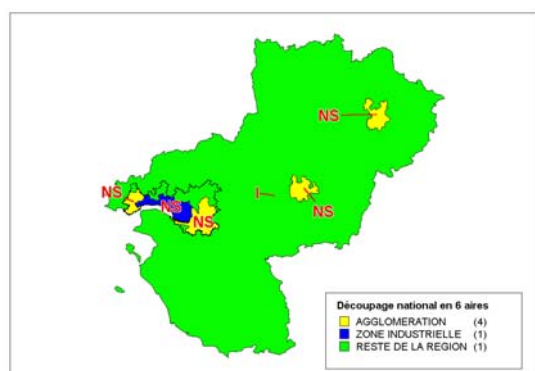 NS
NS
NS
I
NS
NS
Découpage national en 6 aires
AGGLOMERATION (4)
ZONE INDUSTRIELLE (1)
RESTE DE LA REGION (1)